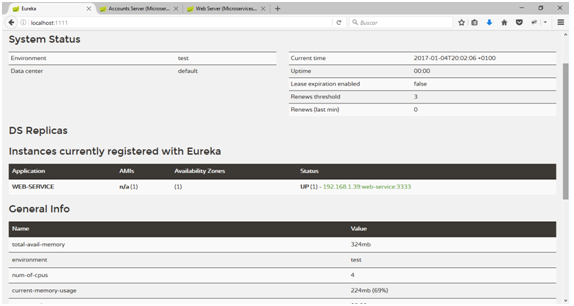 Eureka
Accounts Server (Microser...
Web Server (Microservices...
localhost:1111
Buscar
System Status
Environment test
Data center default
Current time 2017-01-04T20:02:06 +0100
Uptime 00:00
Lease expiration enabled false
Renews threshold 3
Renews (last min) 0
DS Replicas
Instances currently registered with Eureka
Application AMIs Availability Zones Status
WEB-SERVICE n/a (1) (1) UP (1) - 192.168.1.39:web-service:3333
General Info
Name Value
total-avail-memory 324mb
environment test
num-of-cpus 4
current-memory-usage 224mb (69%)